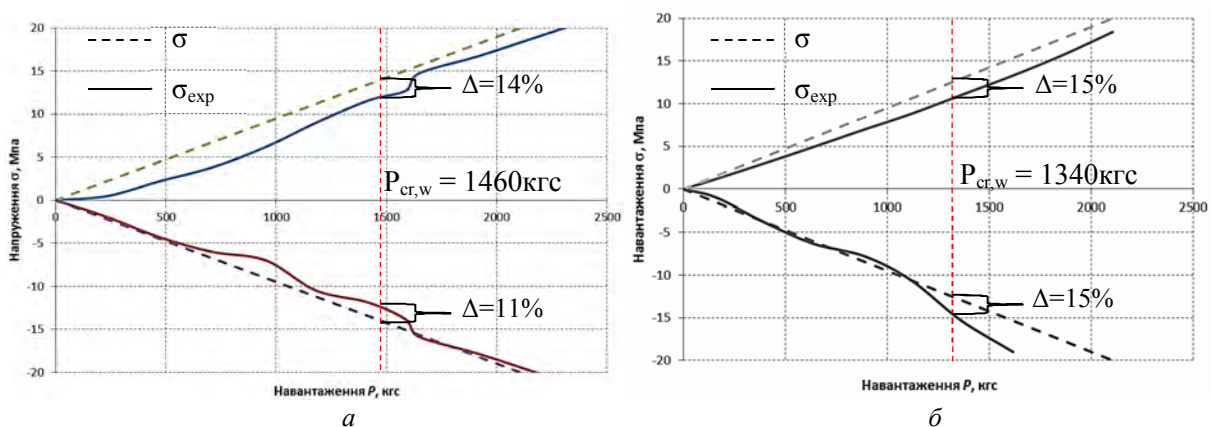 20
15
10
5
0
-5
-10
-15
-20
0
500
1000
1500
2000
2500
Напруження σ, Мпа
Навантаження P, кгс
σ
σexp
Δ=14%
Pcr,w = 1460кгс
Δ=11%
а
20
15
10
5
0
-5
-10
-15
-20
0
500
1000
1500
2000
2500
Навантаження σ, Мпа
Навантаження P, кгс
σ
σexp
Δ=15%
Pcr,w = 1340кгс
Δ=15%
б